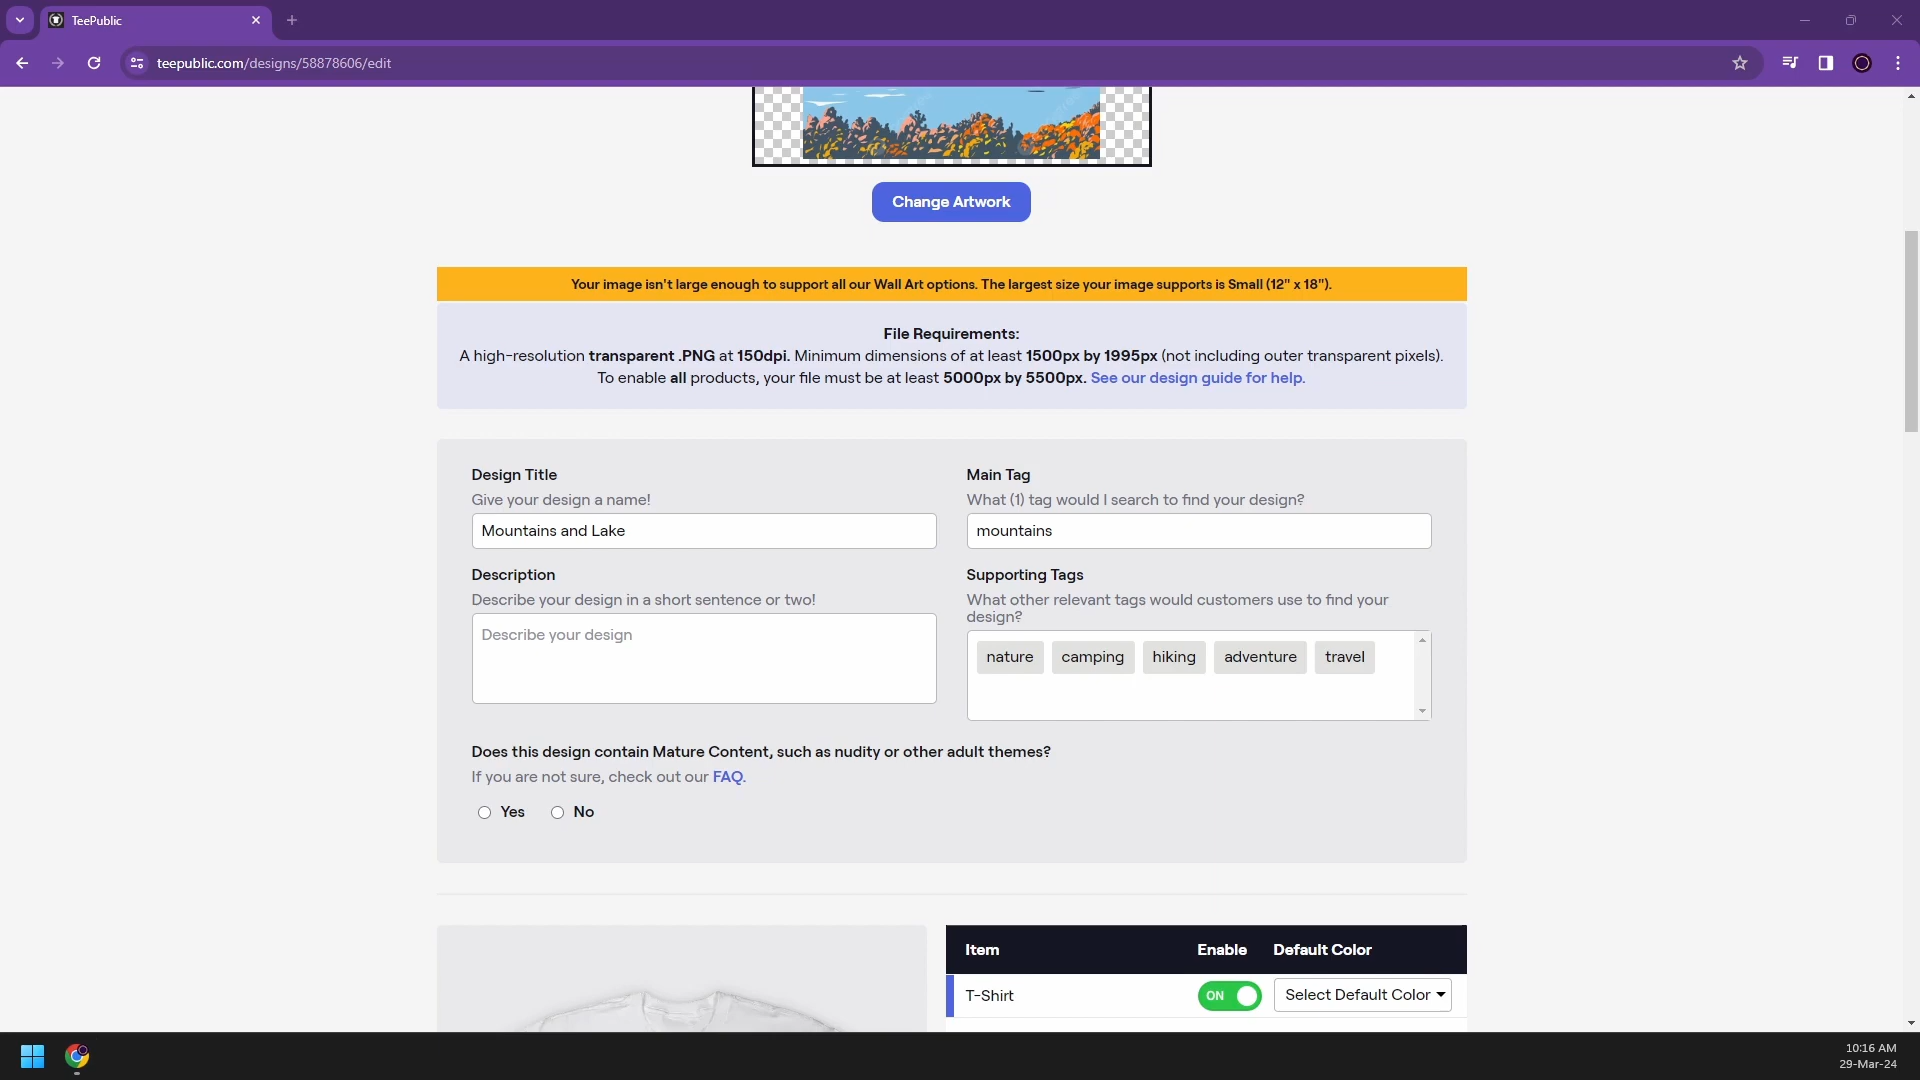 TeePublic
teepublic.com/designs/58878606/edit
Change Artwork
Your image isn't large enough to support all our Wall Art options. The largest size your image supports is Small (12" x 18").
File Requirements:
A high-resolution transparent .PNG at 150dpi. Minimum dimensions of at least 1500px by 1995px (not including outer transparent pixels).
To enable all products, your file must be at least 5000px by 5500px. See our design guide for help.
Design Title
Give your design a name!
Mountains and Lake
Main Tag
What (1) tag would I search to find your design?
mountains
Description
Describe your design in a short sentence or two!
Describe your design
Supporting Tags
What other relevant tags would customers use to find your
design?
nature camping hiking adventure travel
Does this design contain Mature Content, such as nudity or other adult themes?
If you are not sure, check out our FAQ.
Yes No
Item Enable Default Color
T-Shirt ON Select Default Color
10:16 AM
29-Mar-24